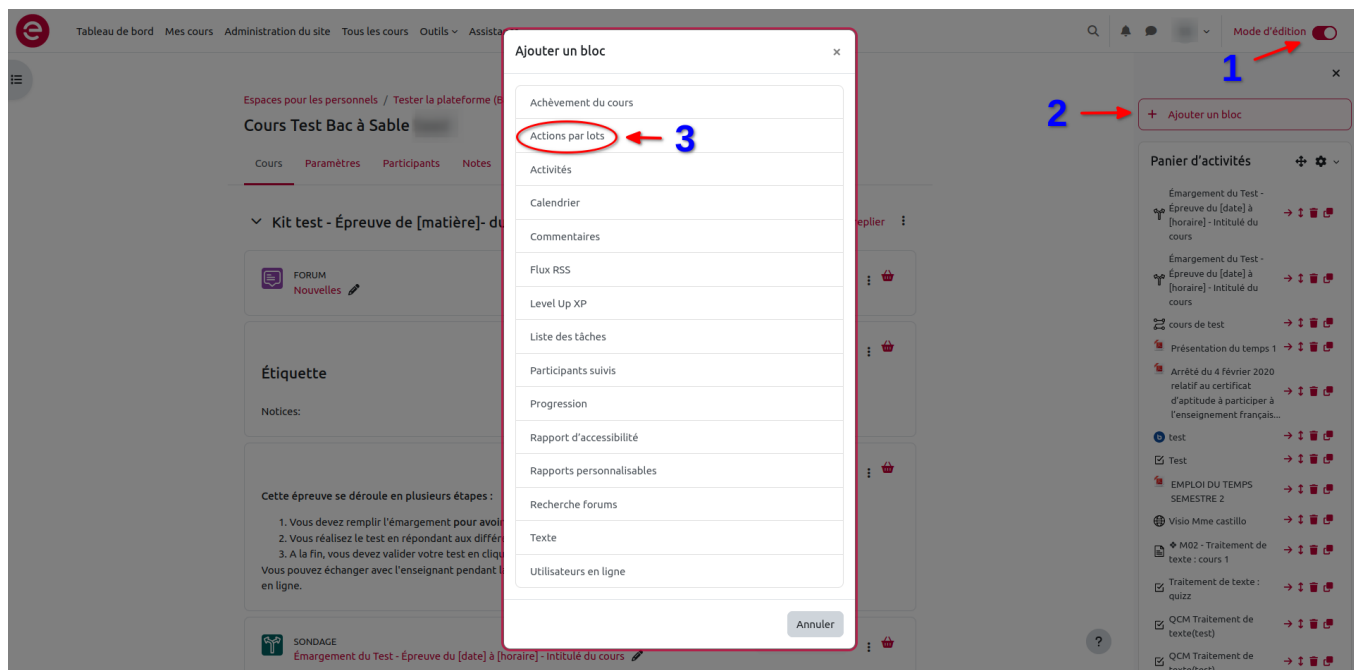 Tableau de bord Mes cours Administration du site Tous les cours Outils Assista
Mode d'édition
1
Espaces pour les personnels / Tester la plateforme (B
Cours Test Bac à Sable
Cours Paramètres Participants Notes
Kit test - Épreuve de [matière]- du
eplier
FORUM
Nouvelles
Étiquette
Notices:
Cette épreuve se déroule en plusieurs étapes :
1. Vous devez remplir l'émargement pour avoir
2. Vous réalisez le test en répondant aux différ
3. A la fin, vous devez valider votre test en cliqu
Vous pouvez échanger avec l'enseignant pendant l
en ligne.
SONDAGE
Émargement du Test - Épreuve du [date] à [horaire] - Intitulé du cours
Ajouter un bloc
×
Achèvement du cours
Actions par lots
3
Activités
Calendrier
Commentaires
Flux RSS
Level Up XP
Liste des tâches
Participants suivis
Progression
Rapport d'accessibilité
Rapports personnalisables
Recherche forums
Texte
Utilisateurs en ligne
Annuler
2
+ Ajouter un bloc
Panier d'activités
Émargement du Test -
Épreuve du [date] à
[horaire] - Intitulé du
cours
Émargement du Test -
Épreuve du [date] à
[horaire] - Intitulé du
cours
cours de test
Présentation du temps 1
Arrêté du 4 février 2020
relatif au certificat
d'aptitude à participer à
l'enseignement français...
test
Test
EMPLOI DU TEMPS
SEMESTRE 2
Visio Mme castillo
❖ M02 - Traitement de
texte : cours 1
Traitement de texte :
quizz
QCM Traitement de
texte(test)
QCM Traitement de
texte(test)
?